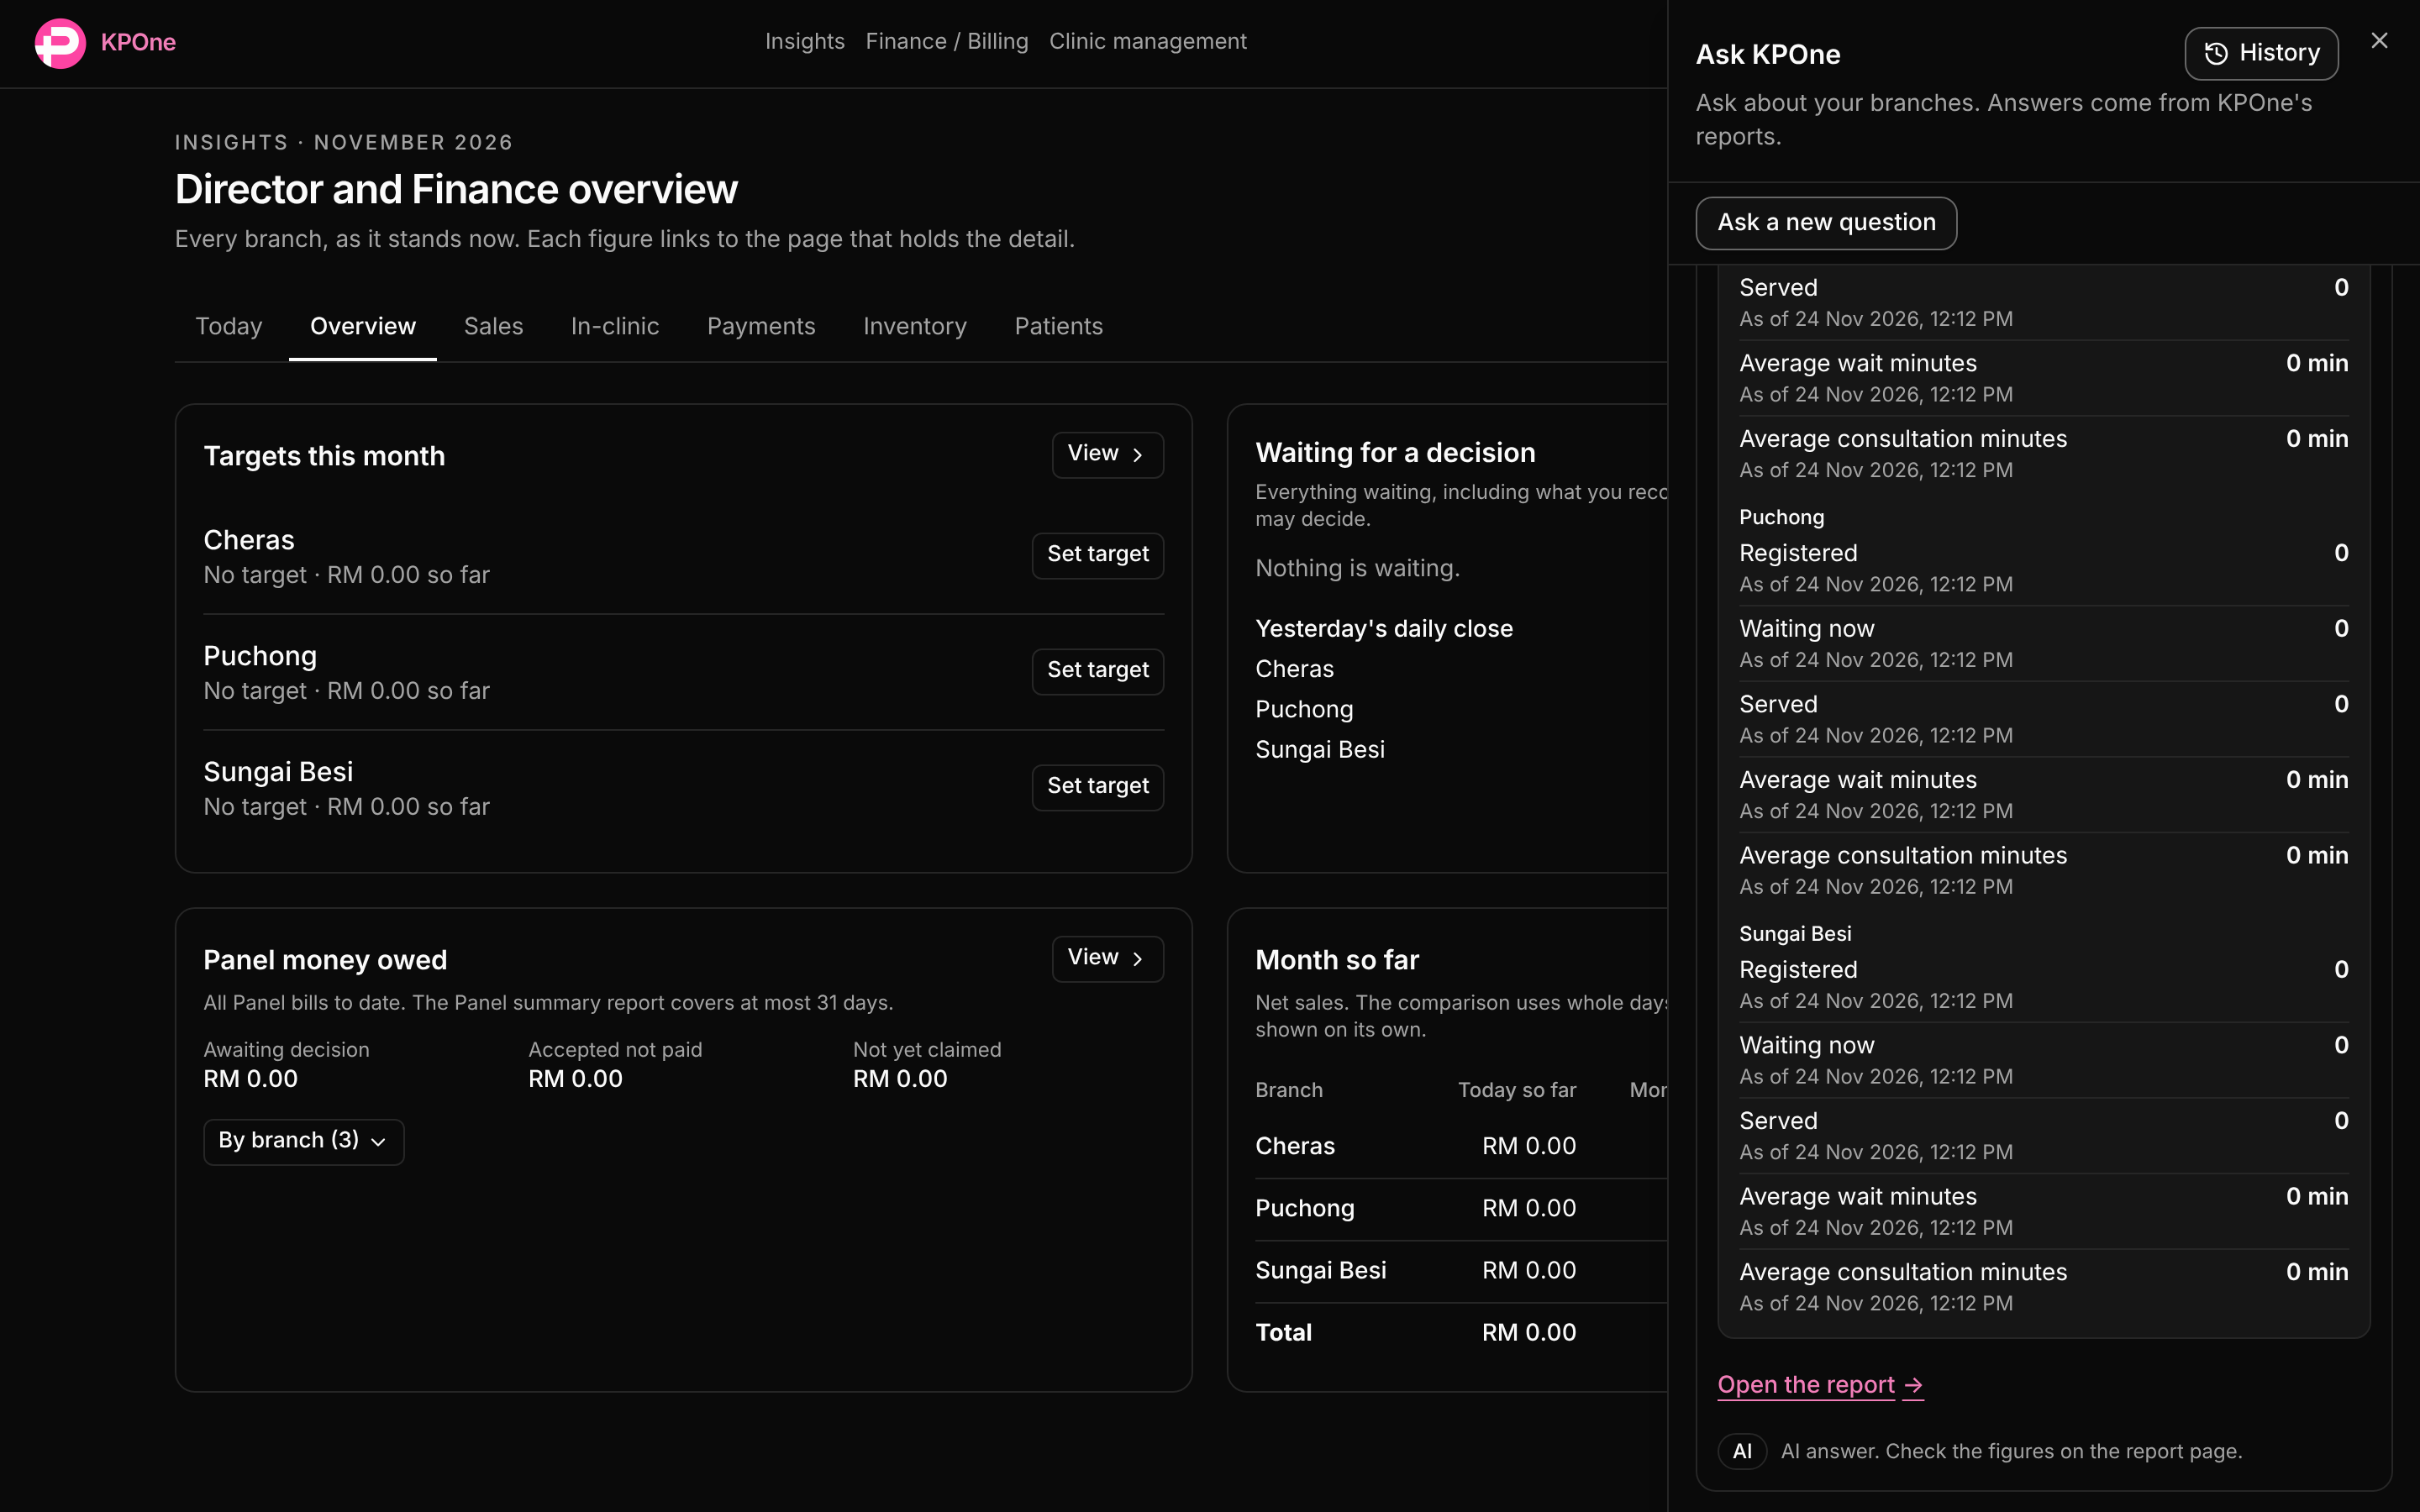 KPOne
Insights
Finance / Billing
Clinic management
INSIGHTS · NOVEMBER 2026
Director and Finance overview
Every branch, as it stands now. Each figure links to the page that holds the detail.
Today
Overview
Sales
In-clinic
Payments
Inventory
Patients
Targets this month
View
Cheras
No target · RM 0.00 so far
Set target
Puchong
No target · RM 0.00 so far
Set target
Sungai Besi
No target · RM 0.00 so far
Set target
Waiting for a decision
Everything waiting, including what you reco
may decide.
Nothing is waiting.
Yesterday's daily close
Cheras
Puchong
Sungai Besi
Panel money owed
View
All Panel bills to date. The Panel summary report covers at most 31 days.
Awaiting decision
RM 0.00
Accepted not paid
RM 0.00
Not yet claimed
RM 0.00
By branch (3)
Month so far
Net sales. The comparison uses whole days
shown on its own.
Branch Today so far Mor
Cheras RM 0.00
Puchong RM 0.00
Sungai Besi RM 0.00
Total RM 0.00
Ask KPOne
History
Ask about your branches. Answers come from KPOne's
reports.
Ask a new question
Served 0
As of 24 Nov 2026, 12:12 PM
Average wait minutes 0 min
As of 24 Nov 2026, 12:12 PM
Average consultation minutes 0 min
As of 24 Nov 2026, 12:12 PM
Puchong
Registered 0
As of 24 Nov 2026, 12:12 PM
Waiting now 0
As of 24 Nov 2026, 12:12 PM
Served 0
As of 24 Nov 2026, 12:12 PM
Average wait minutes 0 min
As of 24 Nov 2026, 12:12 PM
Average consultation minutes 0 min
As of 24 Nov 2026, 12:12 PM
Sungai Besi
Registered 0
As of 24 Nov 2026, 12:12 PM
Waiting now 0
As of 24 Nov 2026, 12:12 PM
Served 0
As of 24 Nov 2026, 12:12 PM
Average wait minutes 0 min
As of 24 Nov 2026, 12:12 PM
Average consultation minutes 0 min
As of 24 Nov 2026, 12:12 PM
Open the report →
AI AI answer. Check the figures on the report page.